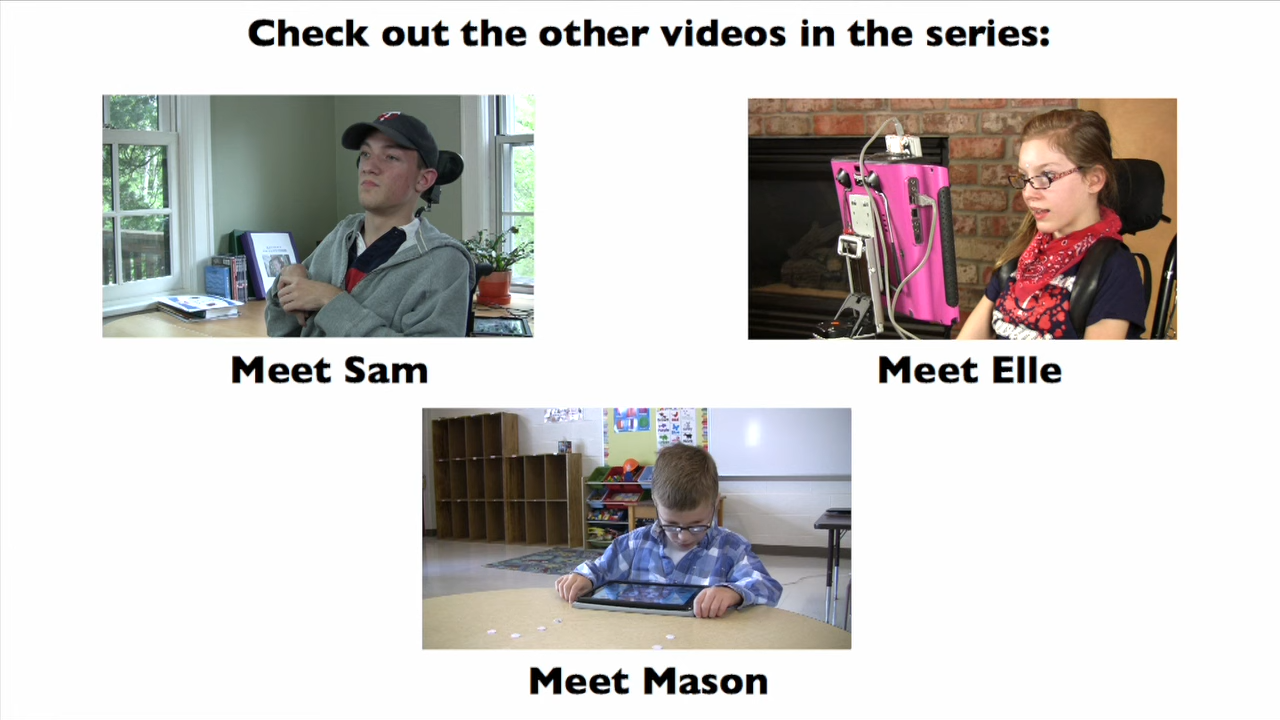 Check out the other videos in the series:
Meet Sam
Meet Elle
Meet Mason